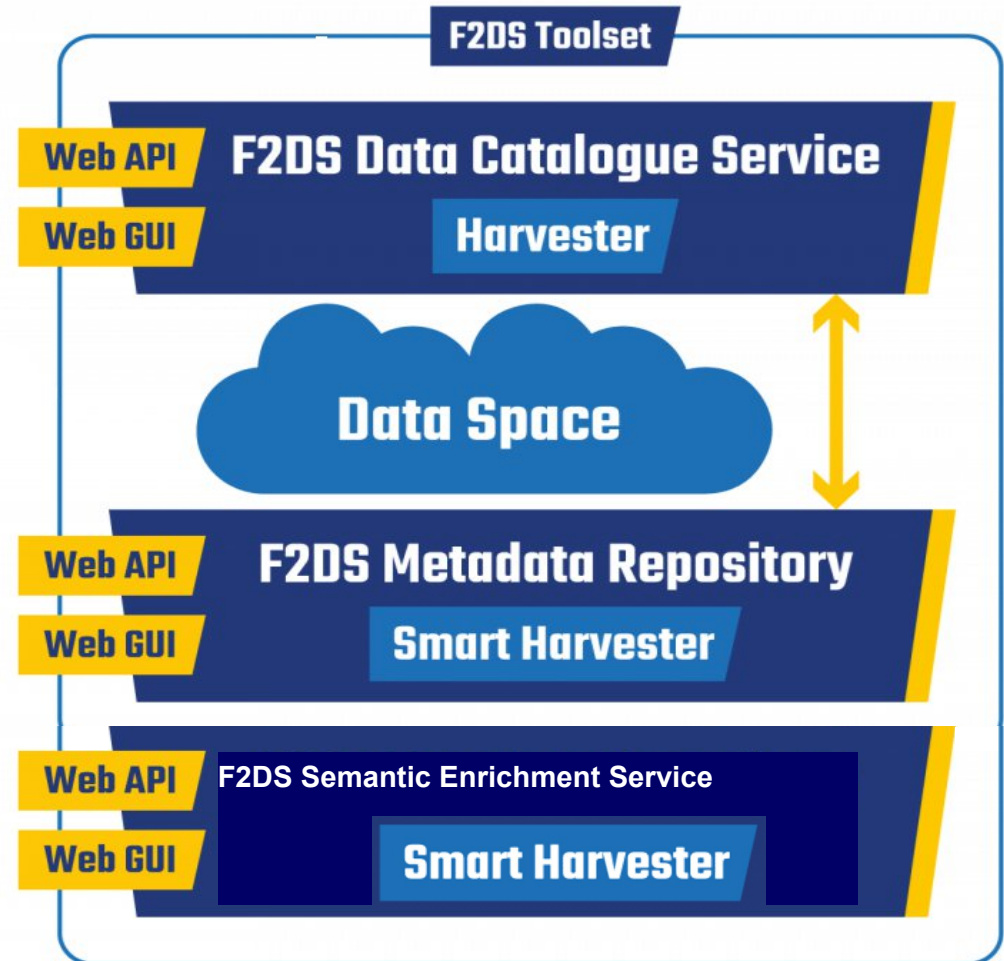 F2DS Toolset
Web API
F2DS Data Catalogue Service
Web GUI
Harvester
Data Space
Web API
F2DS Metadata Repository
Web GUI
Smart Harvester
Web API
F2DS Semantic Enrichment Service
Web GUI
Smart Harvester